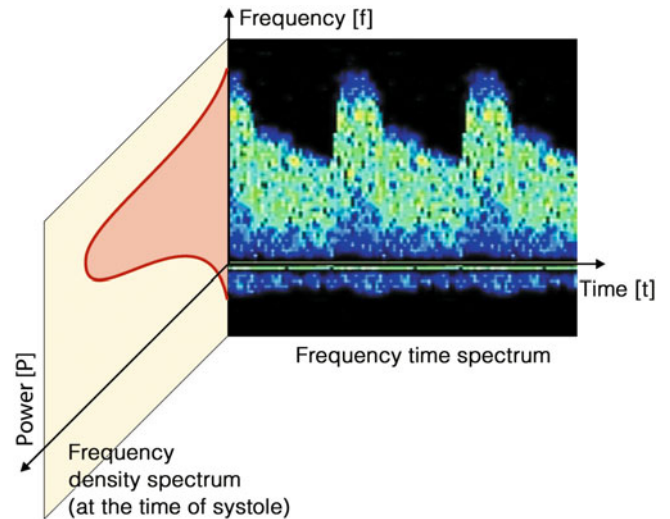 Frequency [f]
Time [t]
Frequency time spectrum
Power [P]
Frequency
density spectrum
(at the time of systole)